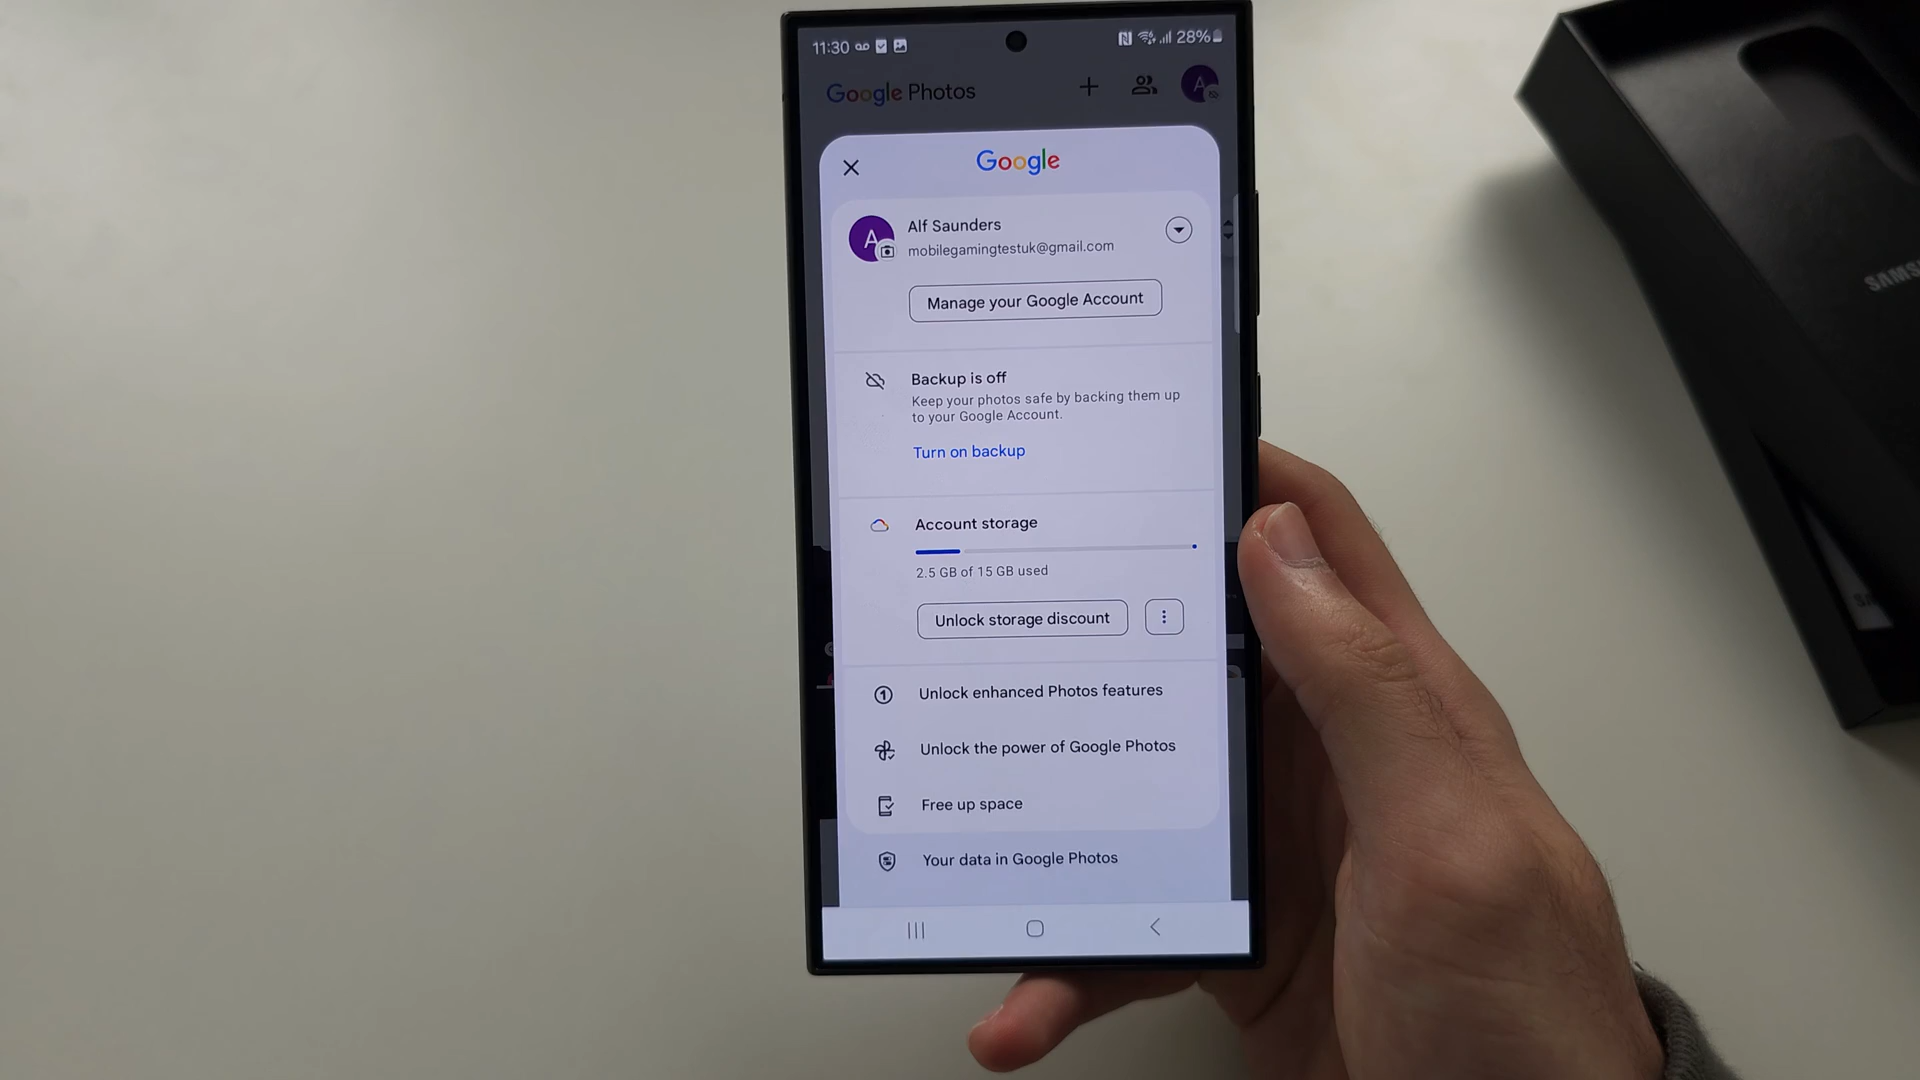 11:30
28%
Google Photos
A
Google
A
Alf Saunders
mobilegamingtestuk@gmail.com
Manage your Google Account
Backup is off
Keep your photos safe by backing them up
to your Google Account.
Turn on backup
Account storage
2.5 GB of 15 GB used
Unlock storage discount
Unlock enhanced Photos features
Unlock the power of Google Photos
Free up space
Your data in Google Photos